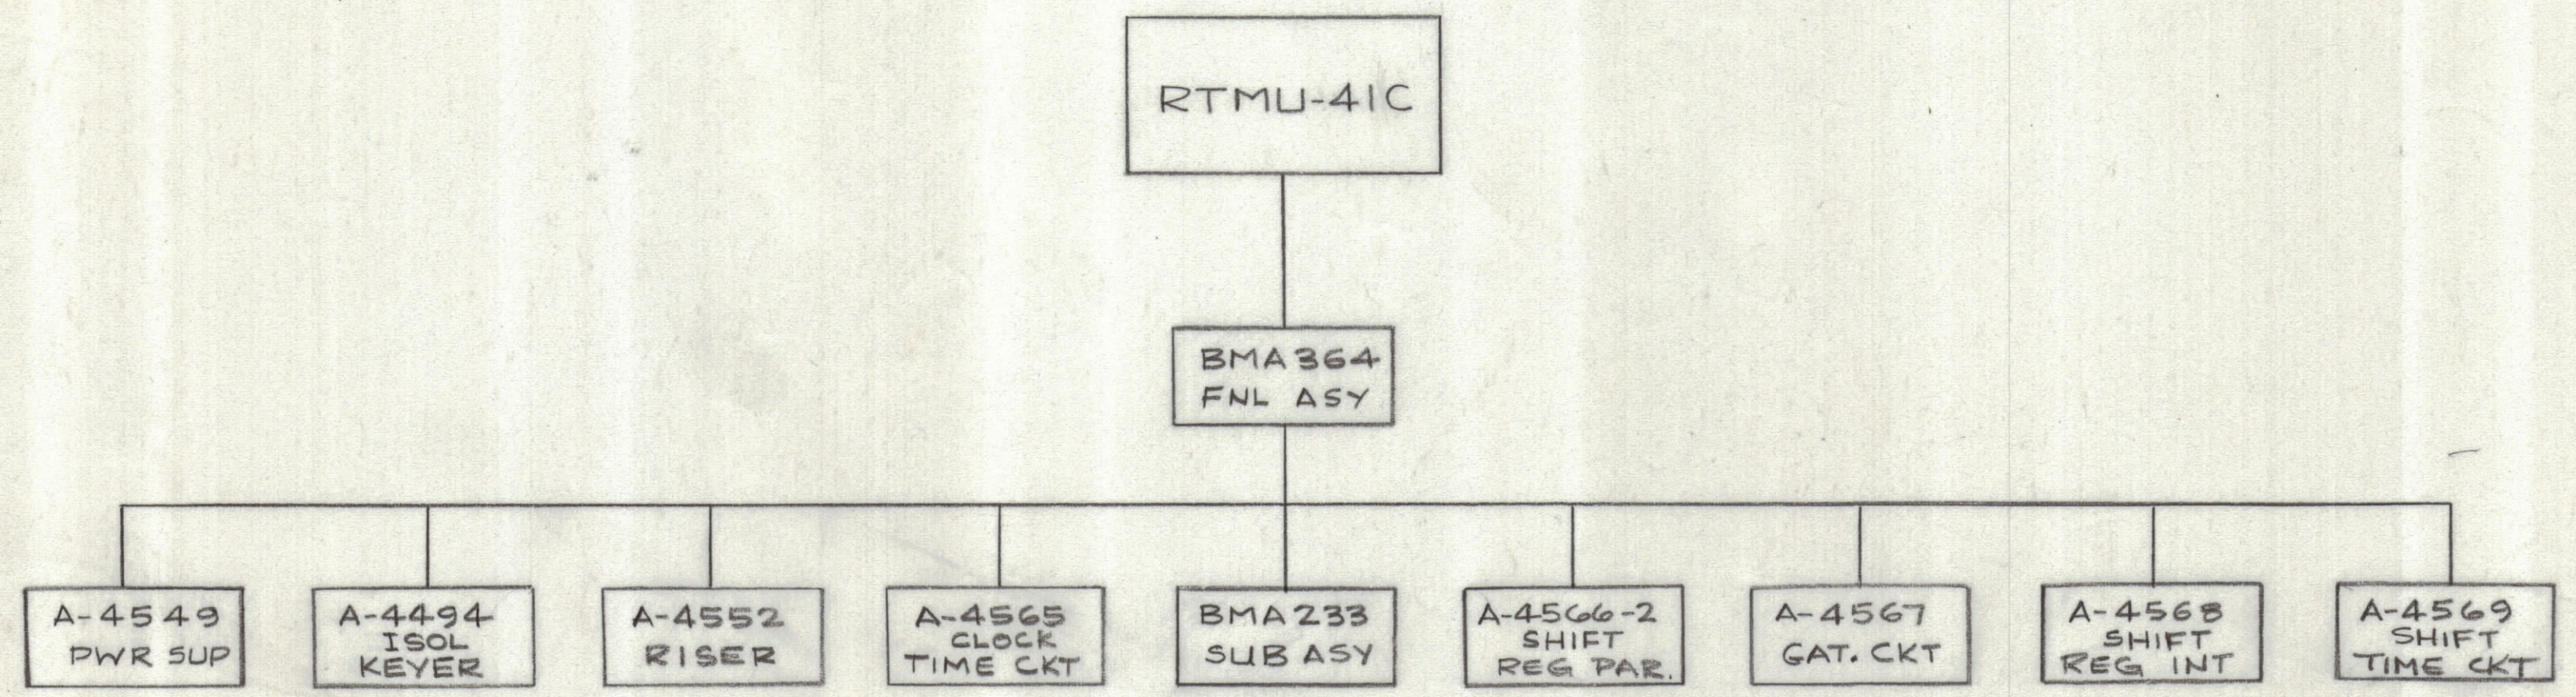 RTMU-41C
BMA364
FNL ASY
A-4549
PWR SUP
A-4494
ISOL
KEYER
A-4552
RISER
A-4565
CLOCK
TIME CKT
BMA233
SUB ASY
A-4566-2
SHIFT
REG PAR.
A-4567
GAT. CKT
A-4568
SHIFT
REG INT
A-4569
SHIFT
TIME CKT